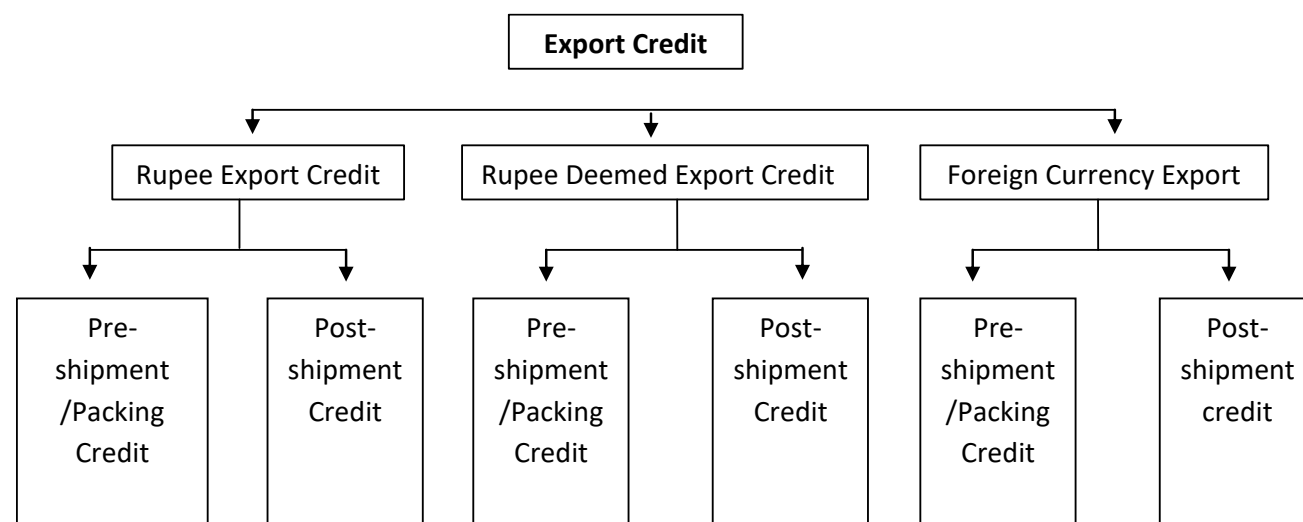 Export Credit
Rupee Export Credit
Rupee Deemed Export Credit
Foreign Currency Export
Pre-
shipment
/Packing
Credit
Post-
shipment
Credit
Pre-
shipment
/Packing
Credit
Post-
shipment
Credit
Pre-
shipment
/Packing
Credit
Post-
shipment
credit